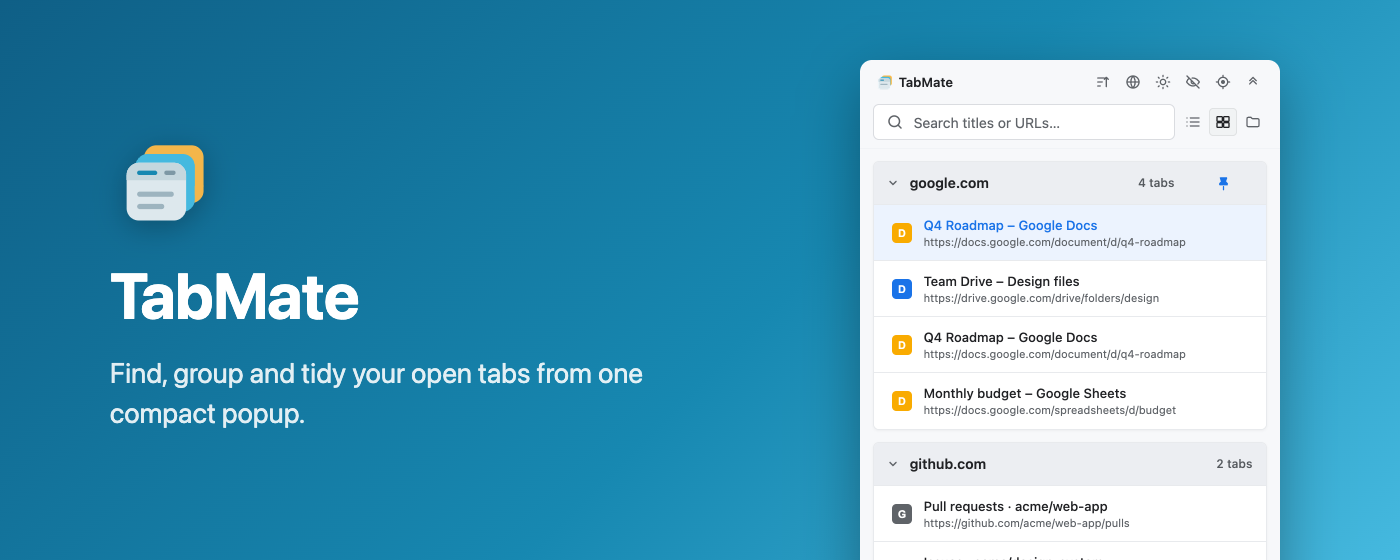 TabMate
Find, group and tidy your open tabs from one
compact popup.
TabMate
Search titles or URLs...
google.com
4 tabs
D
Q4 Roadmap – Google Docs
https://docs.google.com/document/d/q4-roadmap
D
Team Drive – Design files
https://drive.google.com/drive/folders/design
D
Q4 Roadmap – Google Docs
https://docs.google.com/document/d/q4-roadmap
D
Monthly budget – Google Sheets
https://docs.google.com/spreadsheets/d/budget
github.com
2 tabs
G
Pull requests · acme/web-app
https://github.com/acme/web-app/pulls